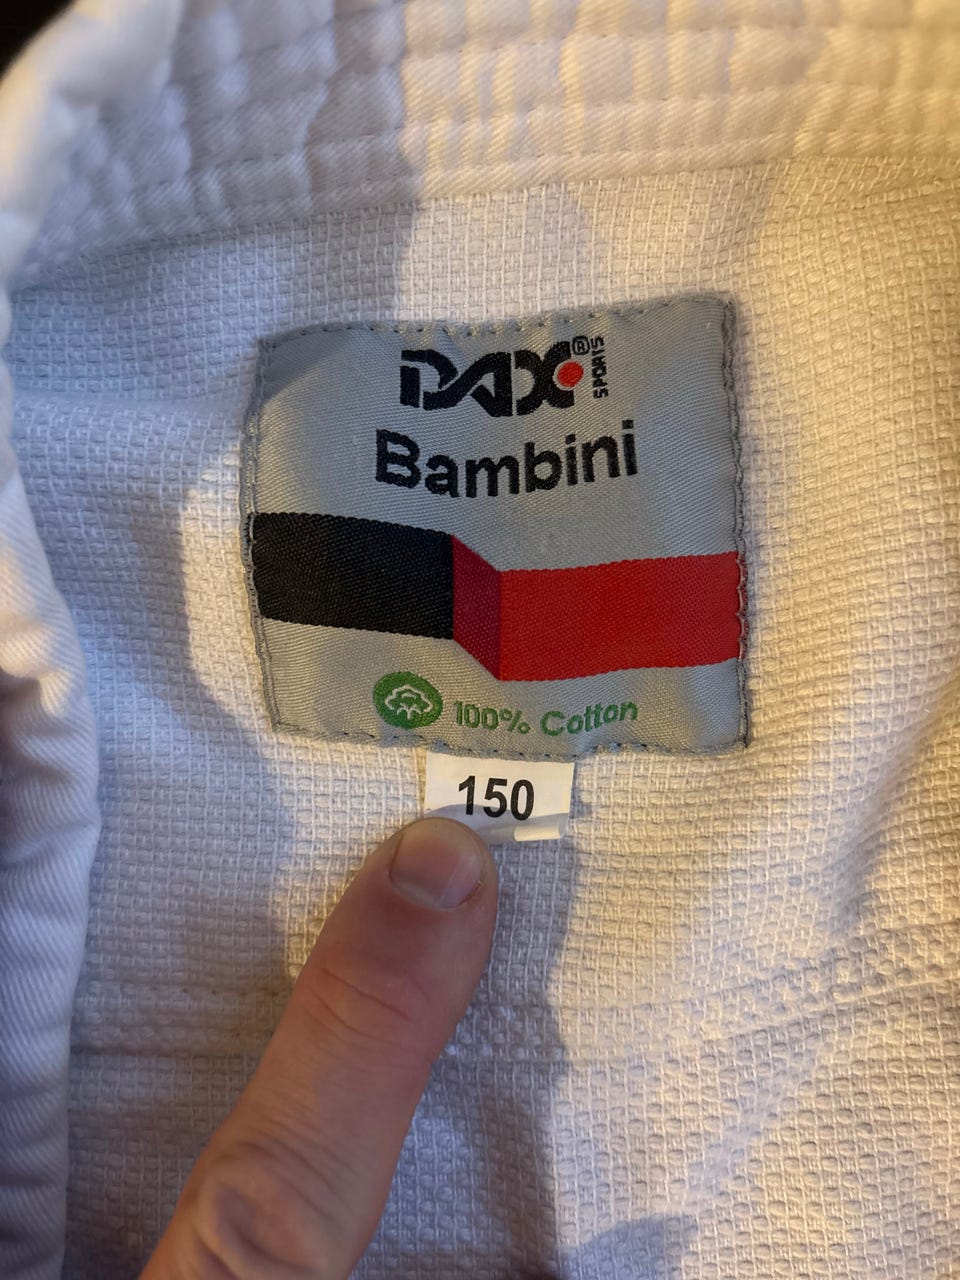 DAX® SPORTS
Bambini
100% Cotton
150